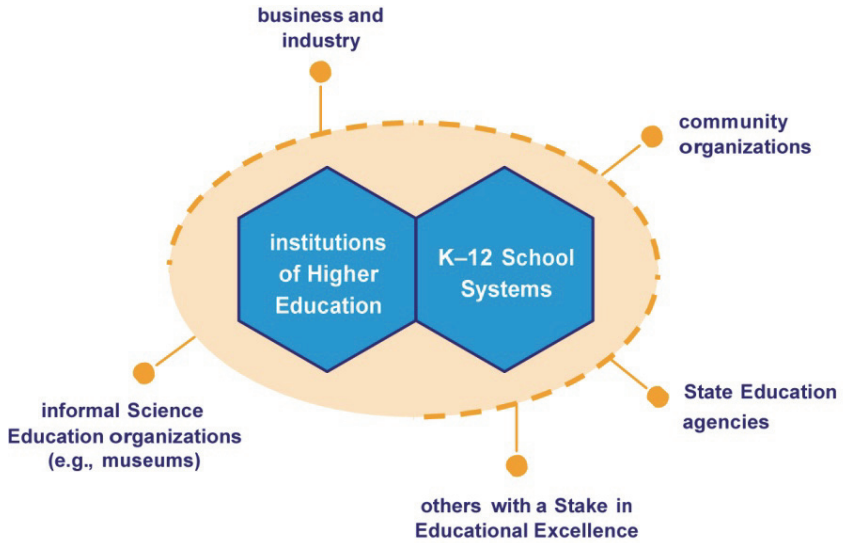 business and
industry
community
organizations
institutions
of Higher
Education
K–12 School
Systems
informal Science
Education organizations
(e.g., museums)
State Education
agencies
others with a Stake in
Educational Excellence